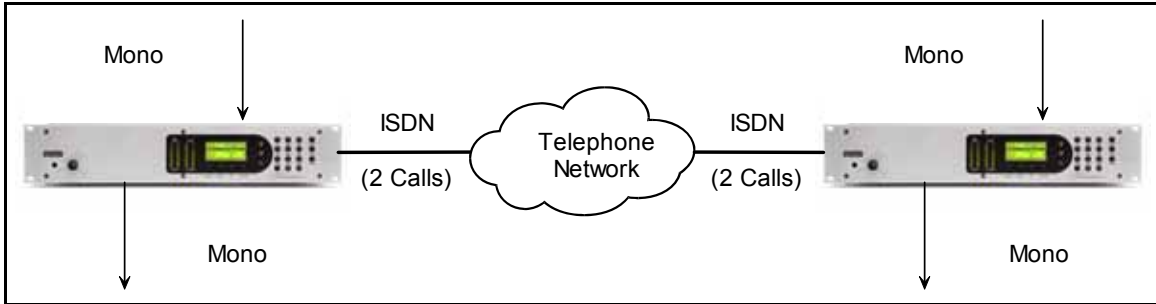 Mono
Mono
ISDN
ISDN
Telephone
Network
(2 Calls)
(2 Calls)
Mono
Mono